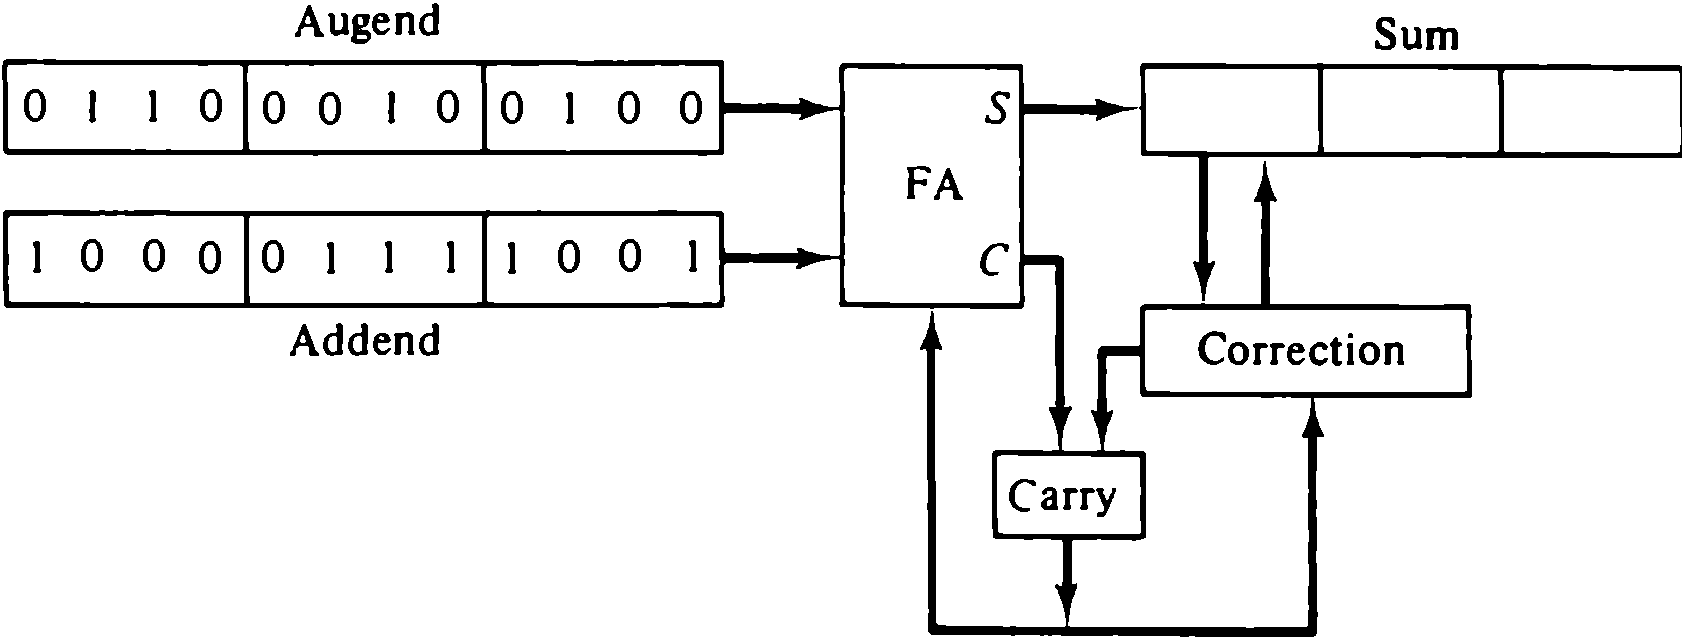 Augend
Sum
0 1 1 0 0 0 1 0 0 1 0 0
S
FA
1 0 0 0 0 1 1 1 1 0 0 1
C
Addend
Correction
Carry